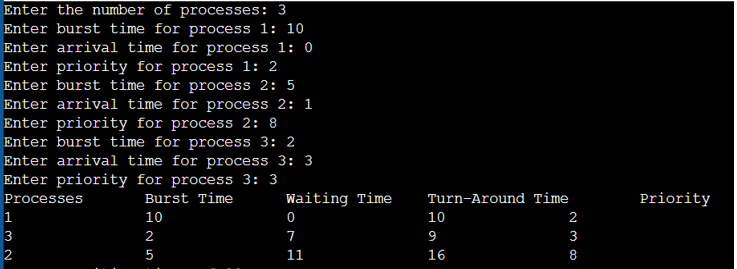 Enter the number of processes: 3
Enter burst time for process 1: 10
Enter arrival time for process 1: 0
Enter priority for process 1: 2
Enter burst time for process 2: 5
Enter arrival time for process 2: 1
Enter priority for process 2: 8
Enter burst time for process 3: 2
Enter arrival time for process 3: 3
Enter priority for process 3: 3
Processes Burst Time Waiting Time Turn-Around Time Priority
1 10 0 10 2
3 2 7 9 3
2 5 11 16 8